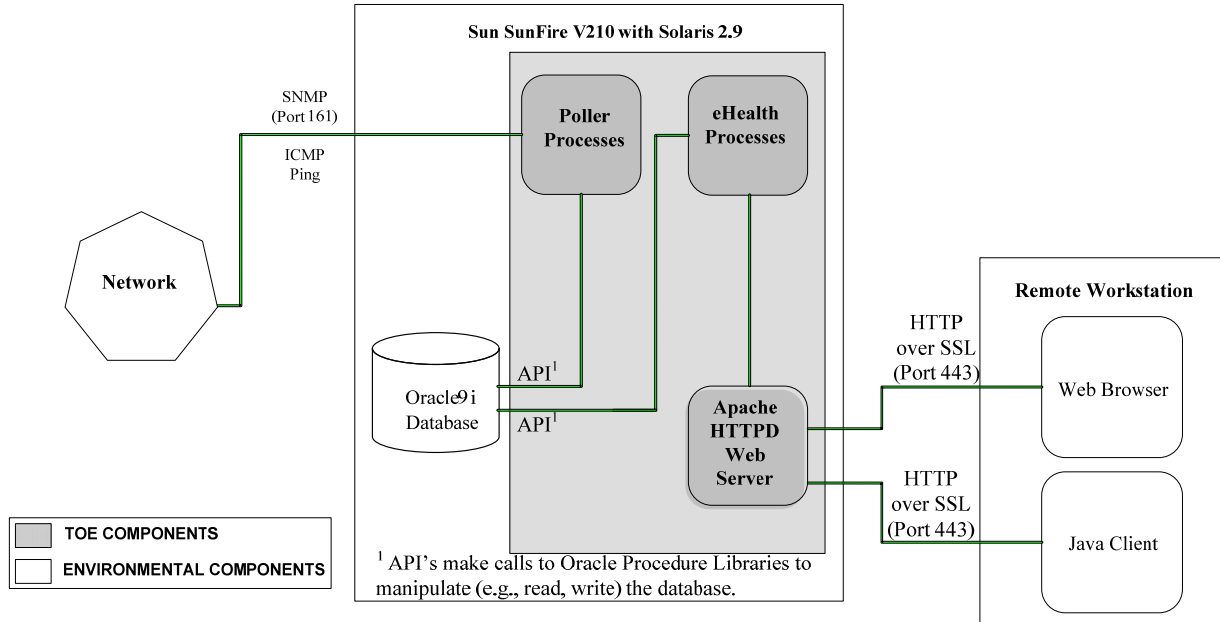 Sun SunFire V210 with Solaris 2.9
SNMP
(Port 161)
ICMP
Ping
Poller
Processes
eHealth
Processes
Network
Remote Workstation
HTTP
over SSL
(Port 443)
Web Browser
Oracle9i
Database
API¹
API¹
Apache
HTTPD
Web
Server
HTTP
over SSL
(Port 443)
Java Client
TOE COMPONENTS
ENVIRONMENTAL COMPONENTS
¹ API's make calls to Oracle Procedure Libraries to
manipulate (e.g., read, write) the database.